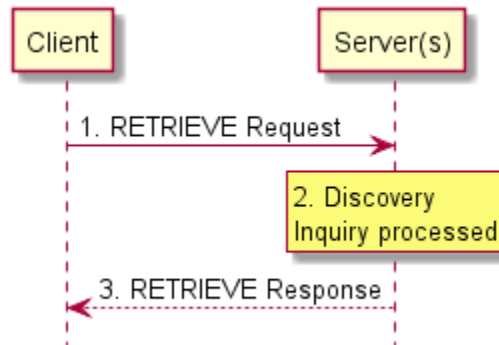 Client
Server(s)
1. RETRIEVE Request
2. Discovery
Inquiry processed
3. RETRIEVE Response